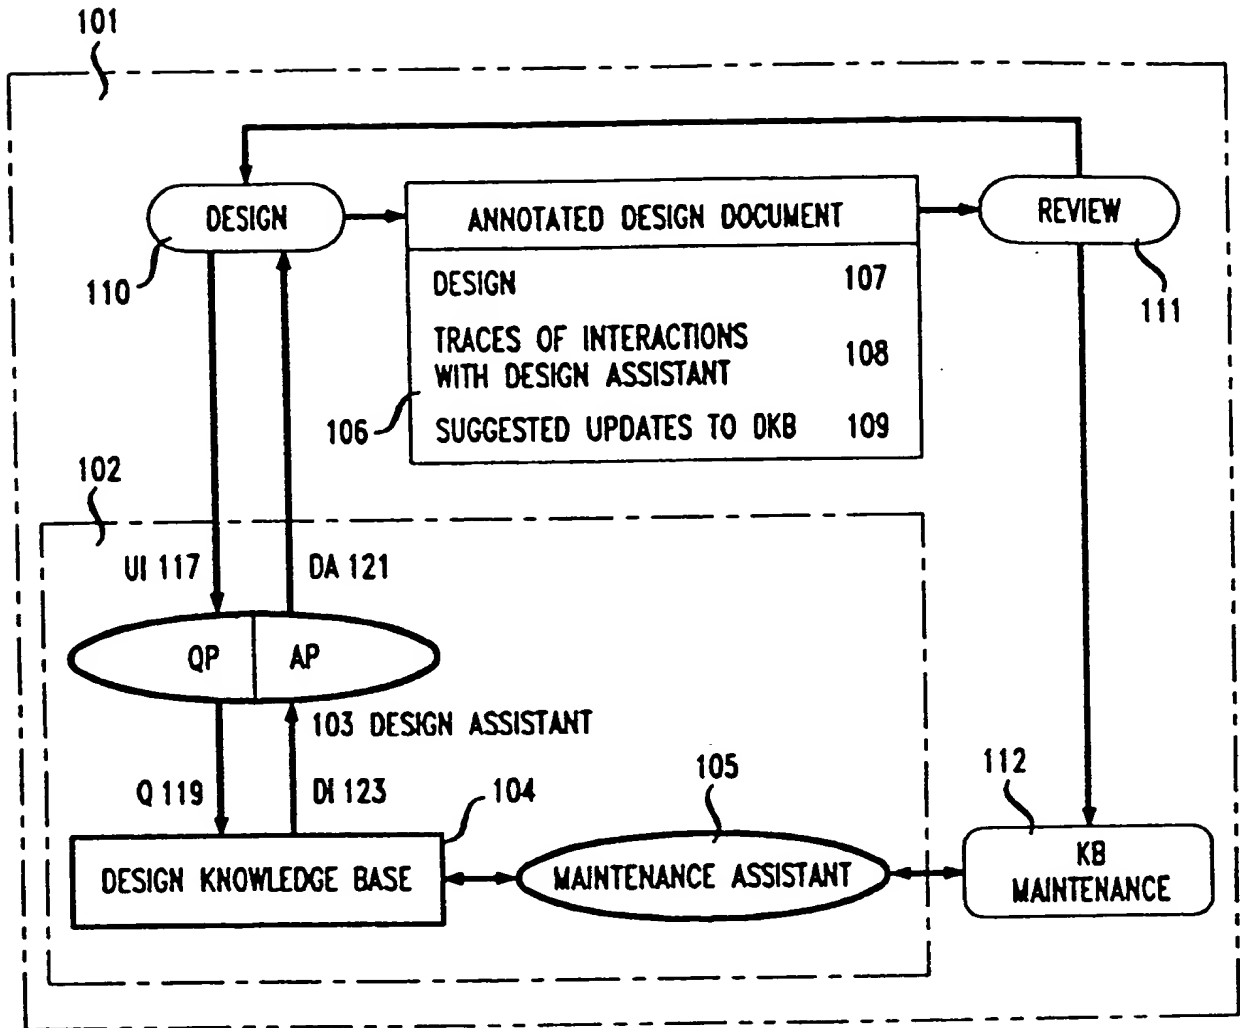 101
DESIGN
110
ANNOTATED DESIGN DOCUMENT
DESIGN 107
TRACES OF INTERACTIONS
WITH DESIGN ASSISTANT 108
106
SUGGESTED UPDATES TO DKB 109
REVIEW
111
102
UI 117
DA 121
QP
AP
103 DESIGN ASSISTANT
Q 119
DI 123
104
DESIGN KNOWLEDGE BASE
105
MAINTENANCE ASSISTANT
112
KB
MAINTENANCE